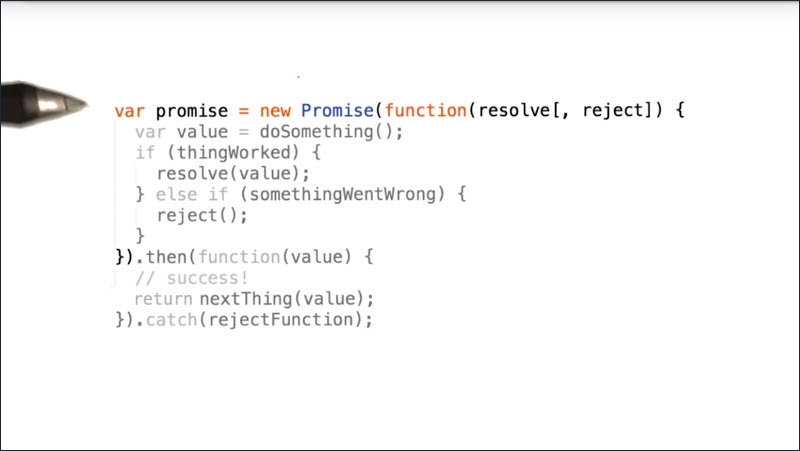 var promise = new Promise(function(resolve[, reject]) {
  var value = doSomething();
  if (thingWorked) {
    resolve(value);
  } else if (somethingWentWrong) {
    reject();
  }
}).then(function(value) {
  // success!
  return nextThing(value);
}).catch(rejectFunction);